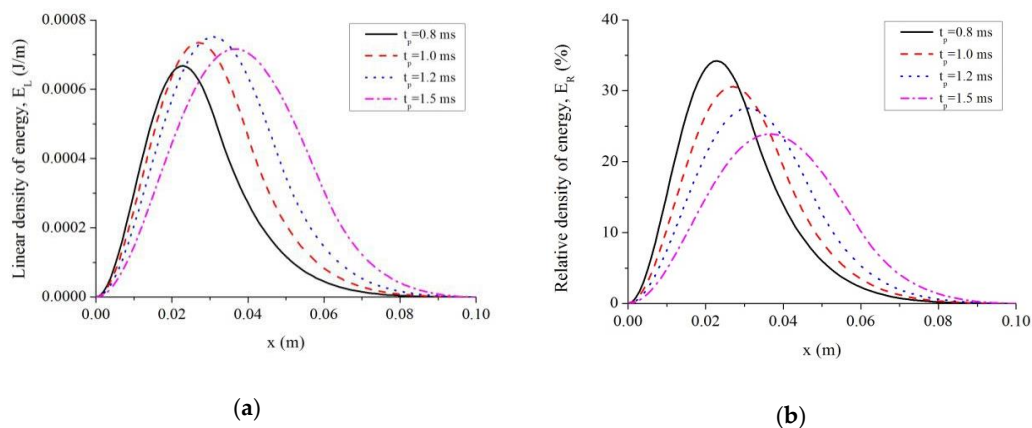 0.0008
0.0006
0.0004
0.0002
0.0000
Linear density of energy, E_L (J/m)
t_p=0.8 ms
t_p=1.0 ms
t_p=1.2 ms
t_p=1.5 ms
0.00 0.02 0.04 0.06 0.08 0.10
x (m)
(a)
40
30
20
10
0
Relative density of energy, E_R (%)
t_p=0.8 ms
t_p=1.0 ms
t_p=1.2 ms
t_p=1.5 ms
0.00 0.02 0.04 0.06 0.08 0.10
x (m)
(b)